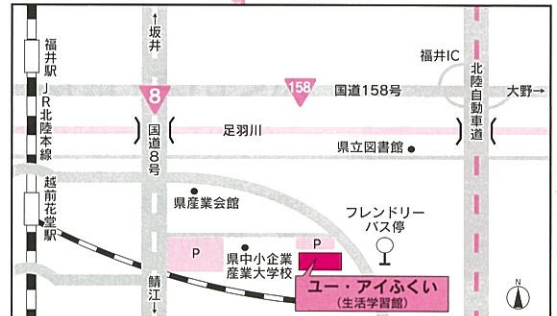 ↑坂井
福井駅
JR北陸本線
越前花堂駅
8
国道8号
鯖江↓
158
国道158号
福井IC
北陸自動車道
大野→
足羽川
県立図書館
県産業会館
フレンドリー
バス停
P
県中小企業
産業大学校
P
ユー・アイふくい
(生活学習館)
N